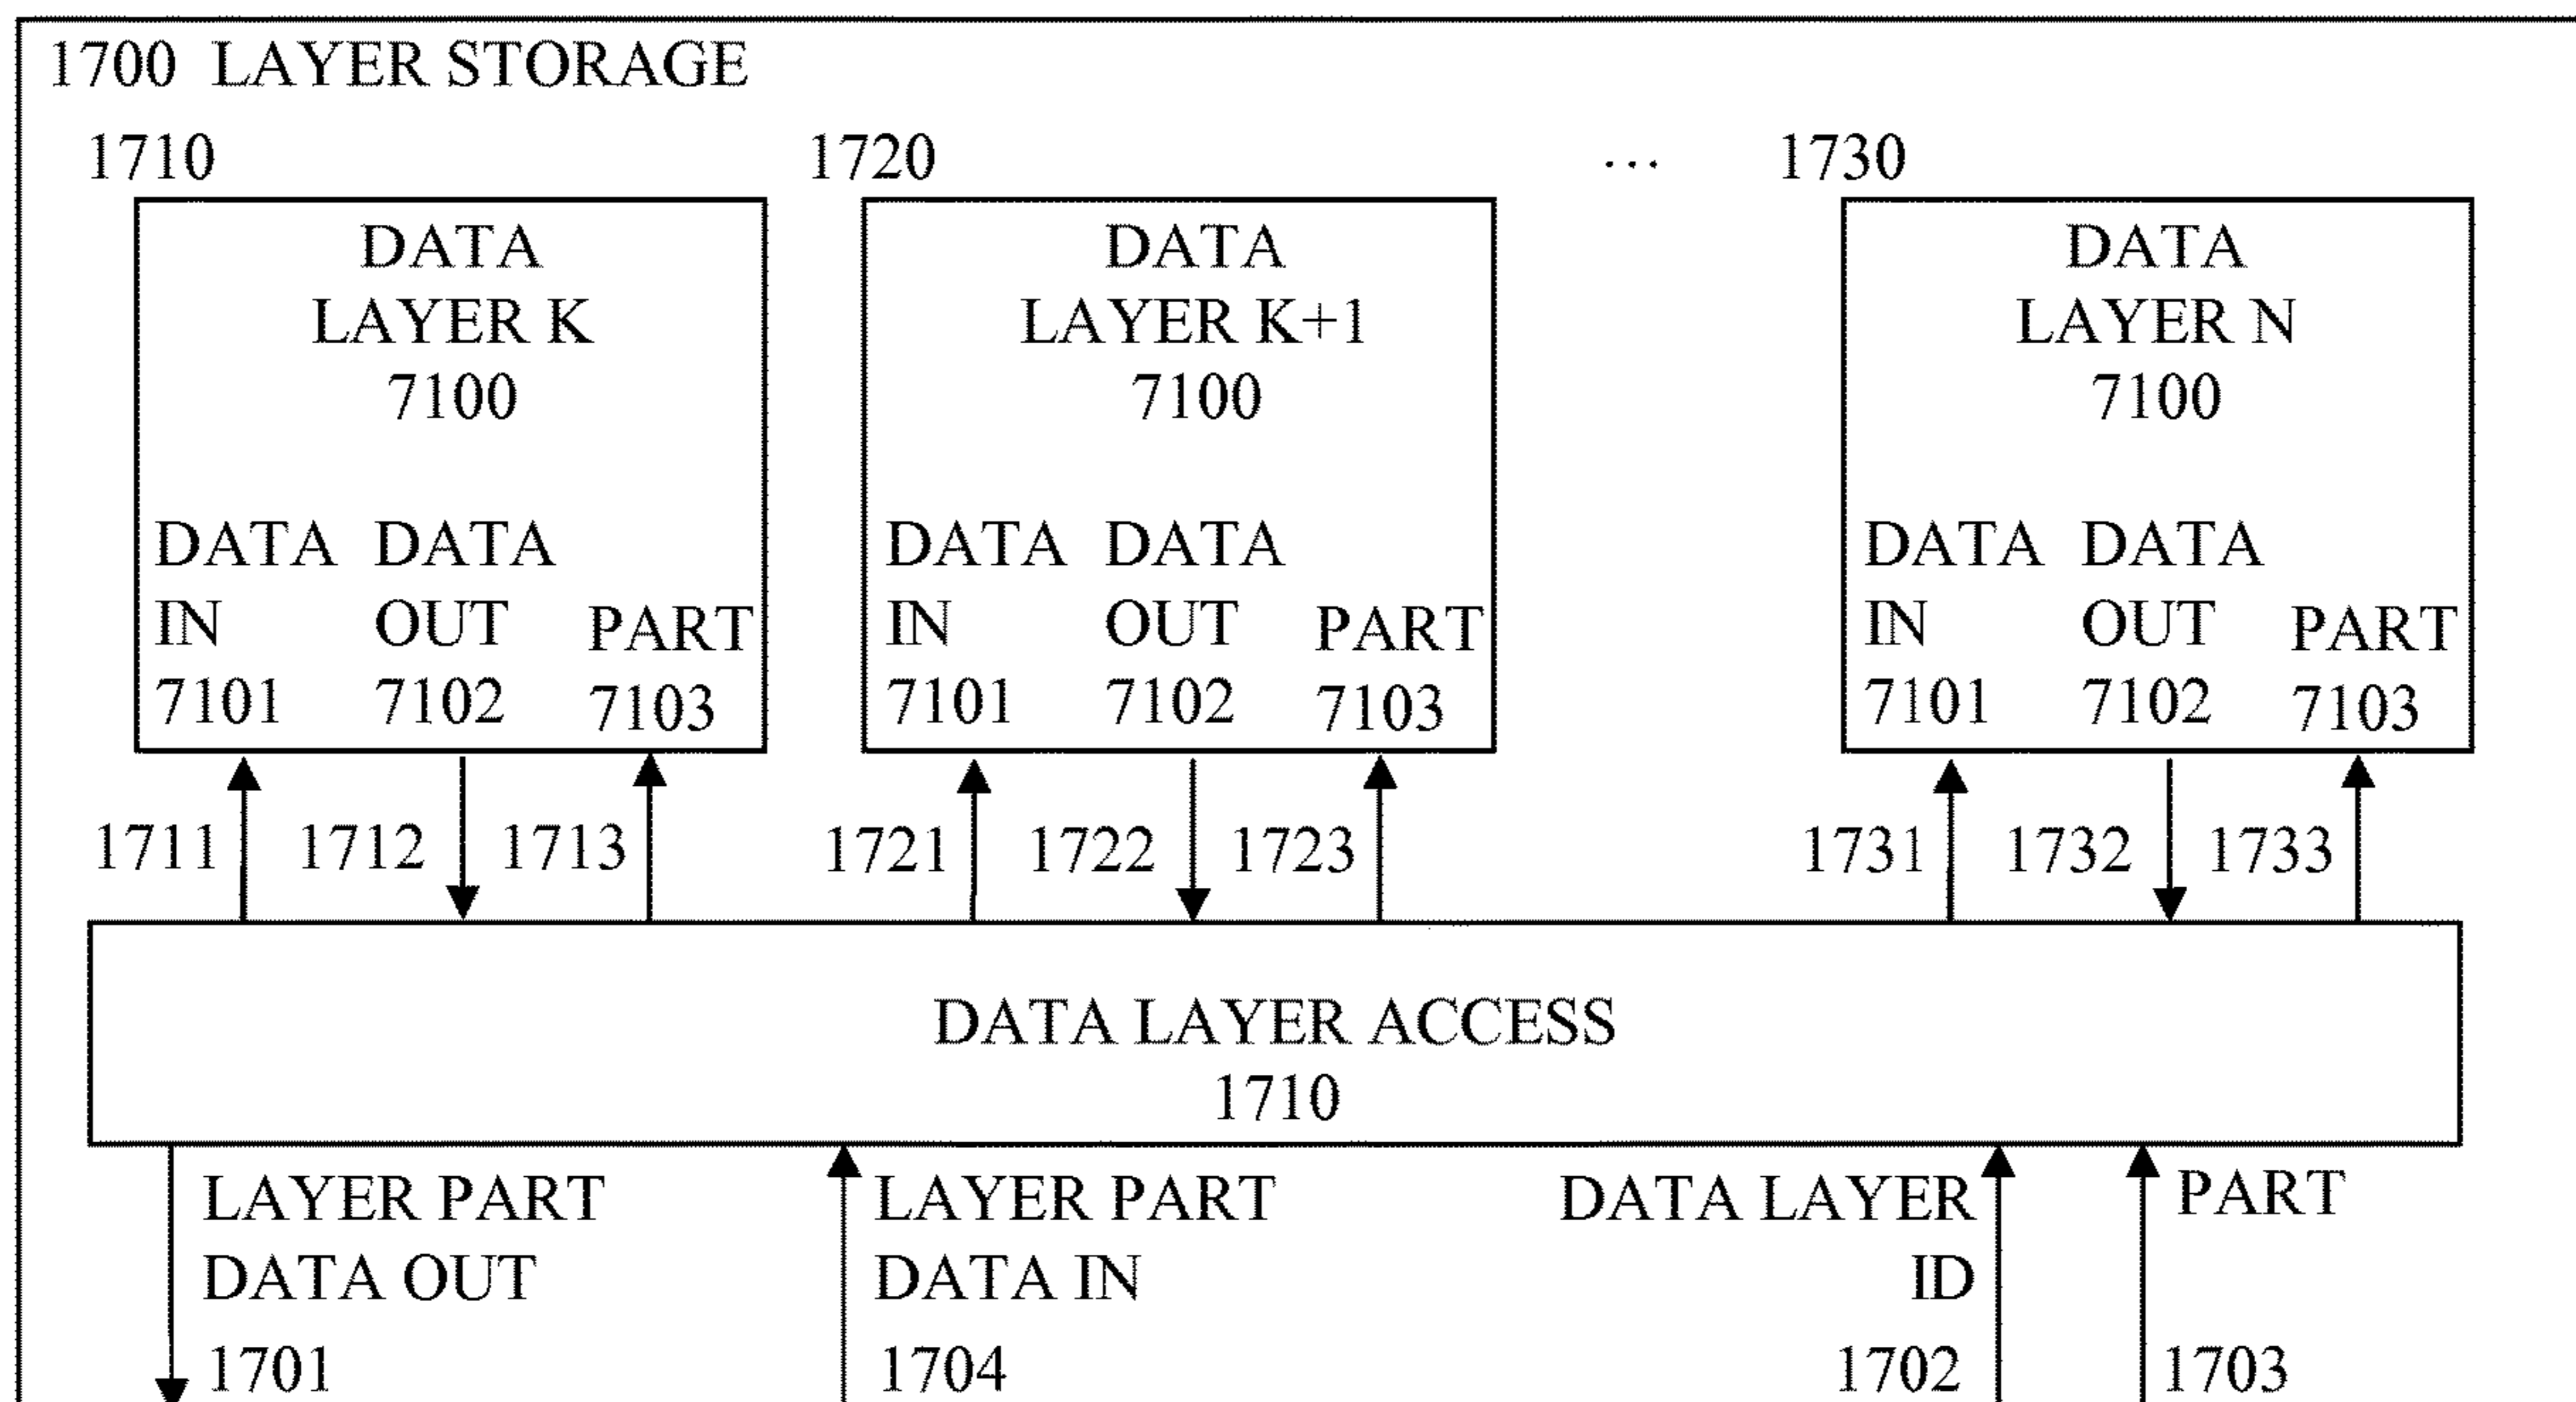 1700 LAYER STORAGE
1710 1720 ... 1730
DATA
LAYER K
7100
DATA DATA
IN OUT PART
7101 7102 7103
DATA
LAYER K+1
7100
DATA DATA
IN OUT PART
7101 7102 7103
DATA
LAYER N
7100
DATA DATA
IN OUT PART
7101 7102 7103
1711 1712 1713 1721 1722 1723 1731 1732 1733
DATA LAYER ACCESS
1710
LAYER PART
DATA OUT
1701
LAYER PART
DATA IN
1704
DATA LAYER
ID
1702
PART
1703